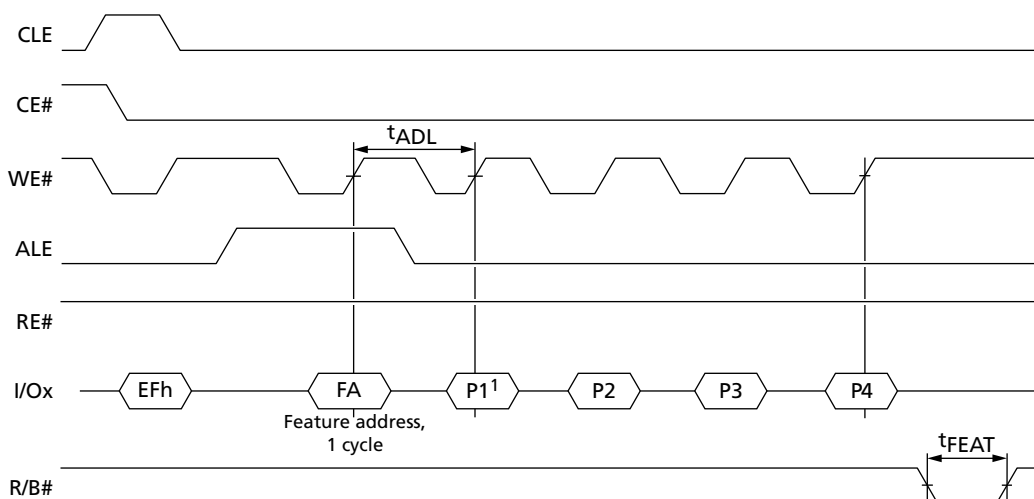 CLE
CE#
tADL
WE#
ALE
RE#
I/Ox EFh FA P1¹ P2 P3 P4
Feature address,
1 cycle
tFEAT
R/B#